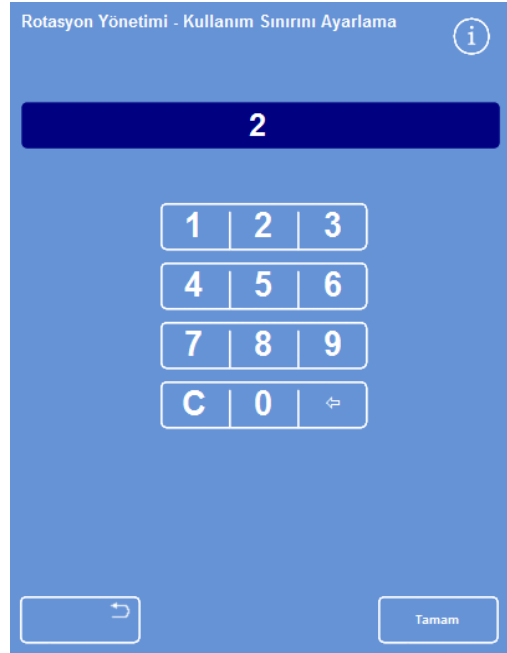 Rotasyon Yönetimi - Kullanım Sınırını Ayarlama
i
2
1 2 3
4 5 6
7 8 9
C 0
Tamam